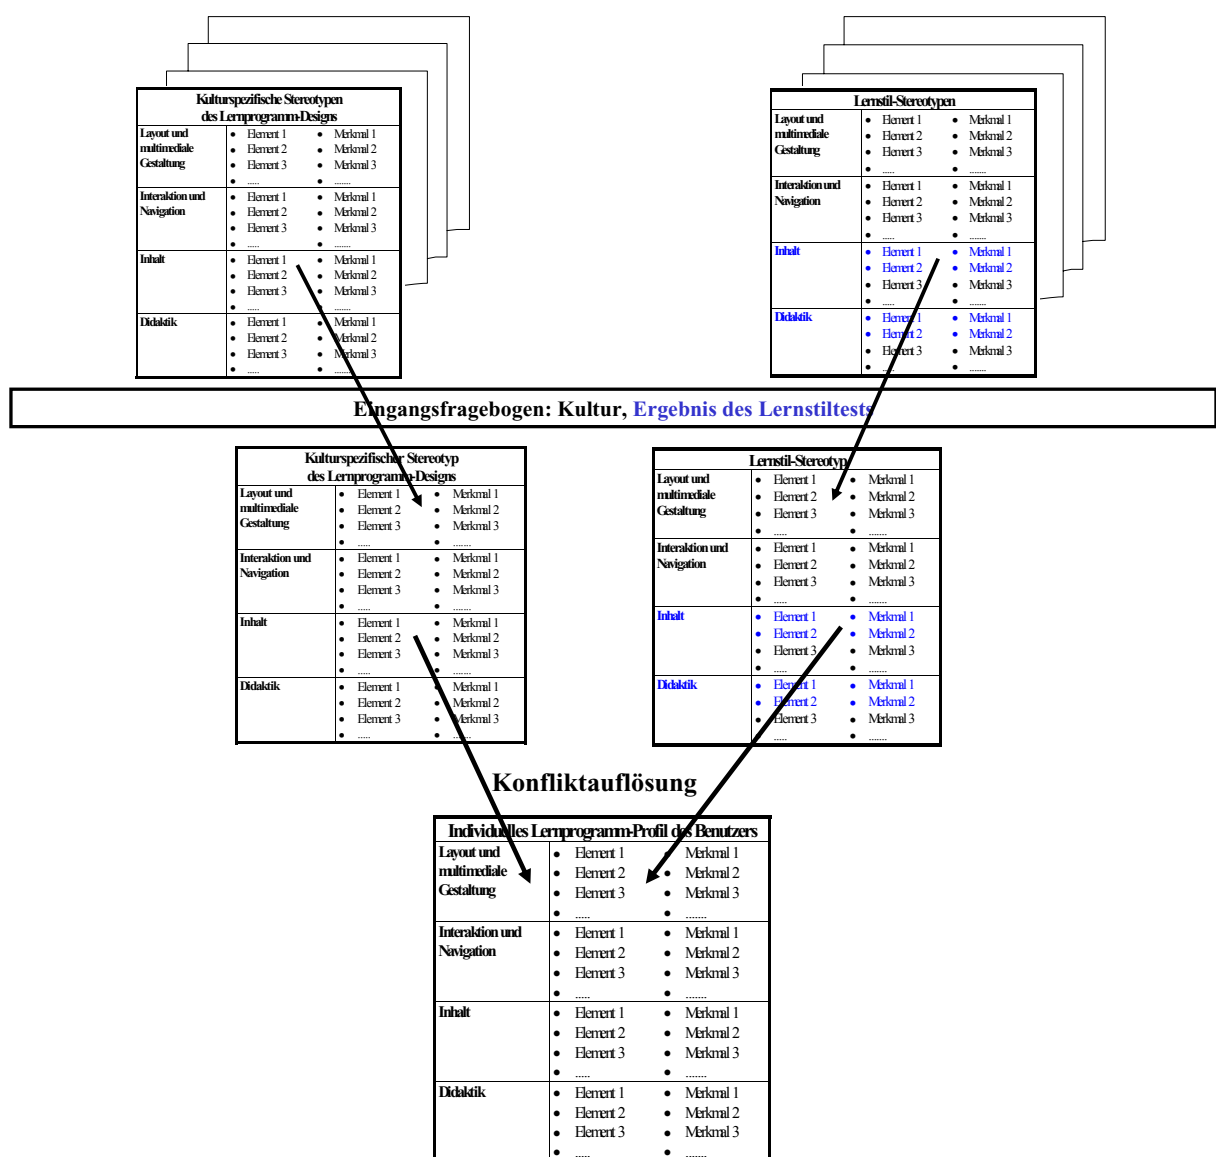 Kulturspezifische Stereotypen
des Lernprogramm-Designs
Layout und
multimediale
Gestaltung
• Element 1 • Merkmal 1
• Element 2 • Merkmal 2
• Element 3 • Merkmal 3
• ..... • .......
Interaktion und
Navigation
• Element 1 • Merkmal 1
• Element 2 • Merkmal 2
• Element 3 • Merkmal 3
• ..... • .......
Inhalt
• Element 1 • Merkmal 1
• Element 2 • Merkmal 2
• Element 3 • Merkmal 3
• ..... • .......
Didaktik
• Element 1 • Merkmal 1
• Element 2 • Merkmal 2
• Element 3 • Merkmal 3
• ..... • .......
Lernstil-Stereotypen
Layout und
multimediale
Gestaltung
• Element 1 • Merkmal 1
• Element 2 • Merkmal 2
• Element 3 • Merkmal 3
• ..... • .......
Interaktion und
Navigation
• Element 1 • Merkmal 1
• Element 2 • Merkmal 2
• Element 3 • Merkmal 3
• ..... • .......
Inhalt
• Element 1 • Merkmal 1
• Element 2 • Merkmal 2
• Element 3 • Merkmal 3
• ..... • .......
Didaktik
• Element 1 • Merkmal 1
• Element 2 • Merkmal 2
• Element 3 • Merkmal 3
• ..... • .......
Eingangsfragebogen: Kultur, Ergebnis des Lernstiltests
Kulturspezifischer Stereotyp
des Lernprogramm-Designs
Layout und
multimediale
Gestaltung
• Element 1 • Merkmal 1
• Element 2 • Merkmal 2
• Element 3 • Merkmal 3
• ..... • .......
Interaktion und
Navigation
• Element 1 • Merkmal 1
• Element 2 • Merkmal 2
• Element 3 • Merkmal 3
• ..... • .......
Inhalt
• Element 1 • Merkmal 1
• Element 2 • Merkmal 2
• Element 3 • Merkmal 3
• ..... • .......
Didaktik
• Element 1 • Merkmal 1
• Element 2 • Merkmal 2
• Element 3 • Merkmal 3
• ..... • .......
Lernstil-Stereotyp
Layout und
multimediale
Gestaltung
• Element 1 • Merkmal 1
• Element 2 • Merkmal 2
• Element 3 • Merkmal 3
• ..... • .......
Interaktion und
Navigation
• Element 1 • Merkmal 1
• Element 2 • Merkmal 2
• Element 3 • Merkmal 3
• ..... • .......
Inhalt
• Element 1 • Merkmal 1
• Element 2 • Merkmal 2
• Element 3 • Merkmal 3
• ..... • .......
Didaktik
• Element 1 • Merkmal 1
• Element 2 • Merkmal 2
• Element 3 • Merkmal 3
• ..... • .......
Konfliktauflösung
Individuelles Lernprogramm-Profil des Benutzers
Layout und
multimediale
Gestaltung
• Element 1 • Merkmal 1
• Element 2 • Merkmal 2
• Element 3 • Merkmal 3
• ..... • .......
Interaktion und
Navigation
• Element 1 • Merkmal 1
• Element 2 • Merkmal 2
• Element 3 • Merkmal 3
• ..... • .......
Inhalt
• Element 1 • Merkmal 1
• Element 2 • Merkmal 2
• Element 3 • Merkmal 3
• ..... • .......
Didaktik
• Element 1 • Merkmal 1
• Element 2 • Merkmal 2
• Element 3 • Merkmal 3
• ..... • .......